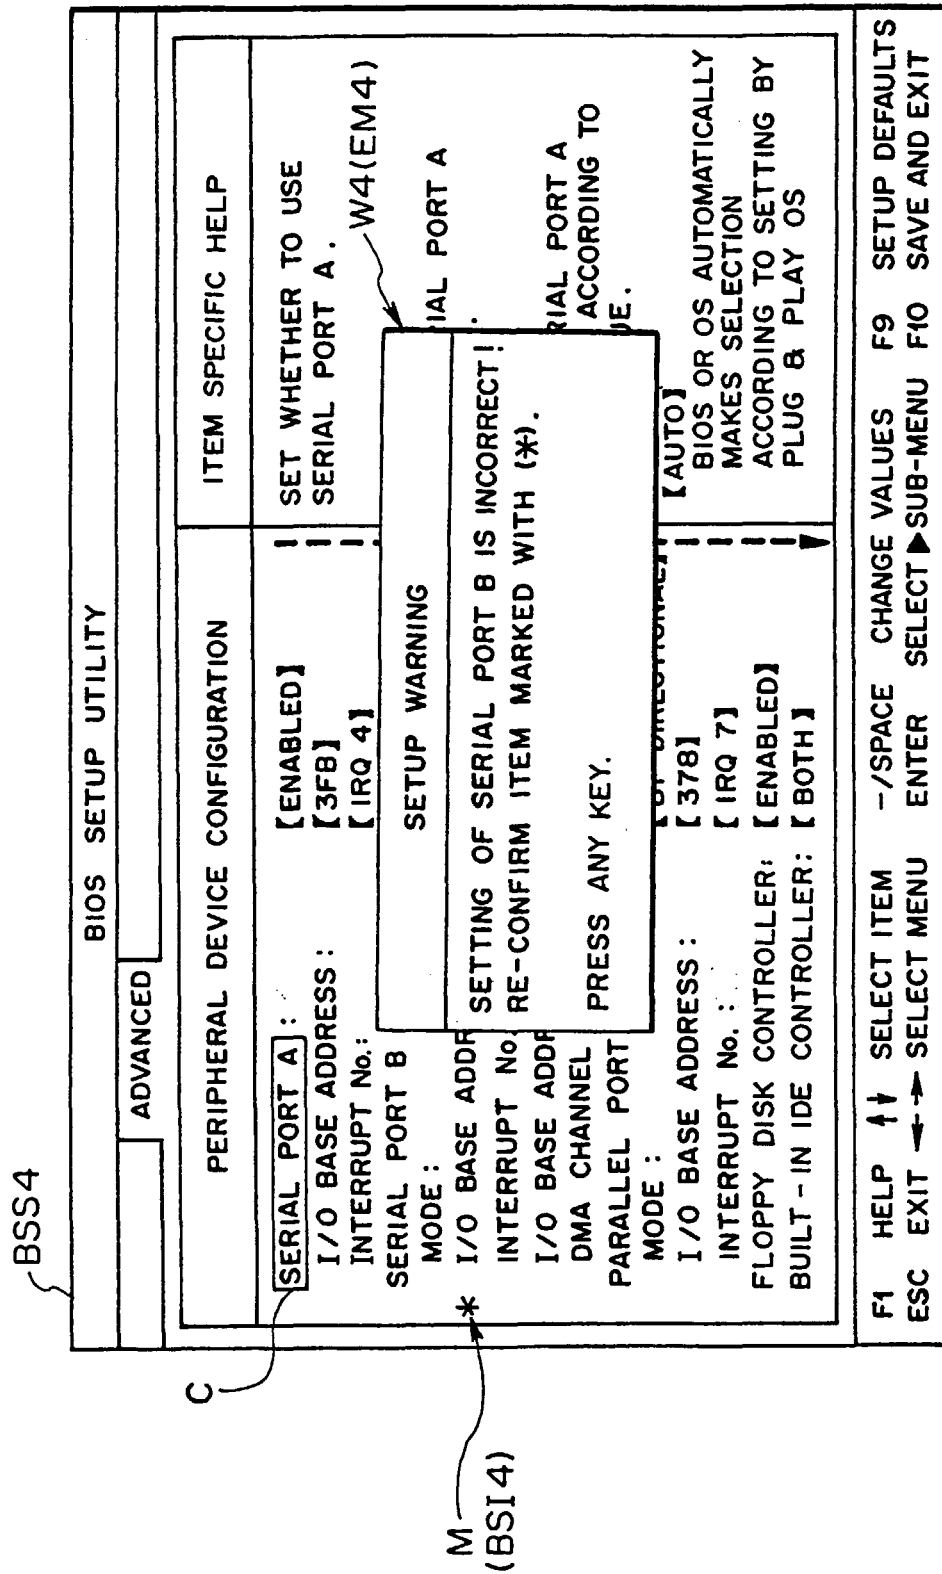 BSS4
BIOS SETUP UTILITY
ADVANCED
PERIPHERAL DEVICE CONFIGURATION
ITEM SPECIFIC HELP
C
SERIAL PORT A :
[ENABLED]
I/O BASE ADDRESS :
[3FB]
INTERRUPT No.:
[IRQ 4]
SERIAL PORT B
MODE :
M
(BSI4)
* I/O BASE ADDR
INTERRUPT No.
I/O BASE ADDR
DMA CHANNEL
PARALLEL PORT
MODE :
I/O BASE ADDRESS :
[378]
INTERRUPT No. :
[IRQ 7]
FLOPPY DISK CONTROLLER:
[ENABLED]
BUILT-IN IDE CONTROLLER:
[BOTH]
SET WHETHER TO USE
SERIAL PORT A.
W4(EM4)
RIAL PORT A
.
RIAL PORT A
ACCORDING TO
UE.
[AUTO]
BIOS OR OS AUTOMATICALLY
MAKES SELECTION
ACCORDING TO SETTING BY
PLUG & PLAY OS
SETUP WARNING
SETTING OF SERIAL PORT B IS INCORRECT!
RE-CONFIRM ITEM MARKED WITH (*).
PRESS ANY KEY.
F1 HELP ↑↓ SELECT ITEM -/SPACE CHANGE VALUES F9 SETUP DEFAULTS
ESC EXIT ←→ SELECT MENU ENTER SELECT ▶SUB-MENU F10 SAVE AND EXIT